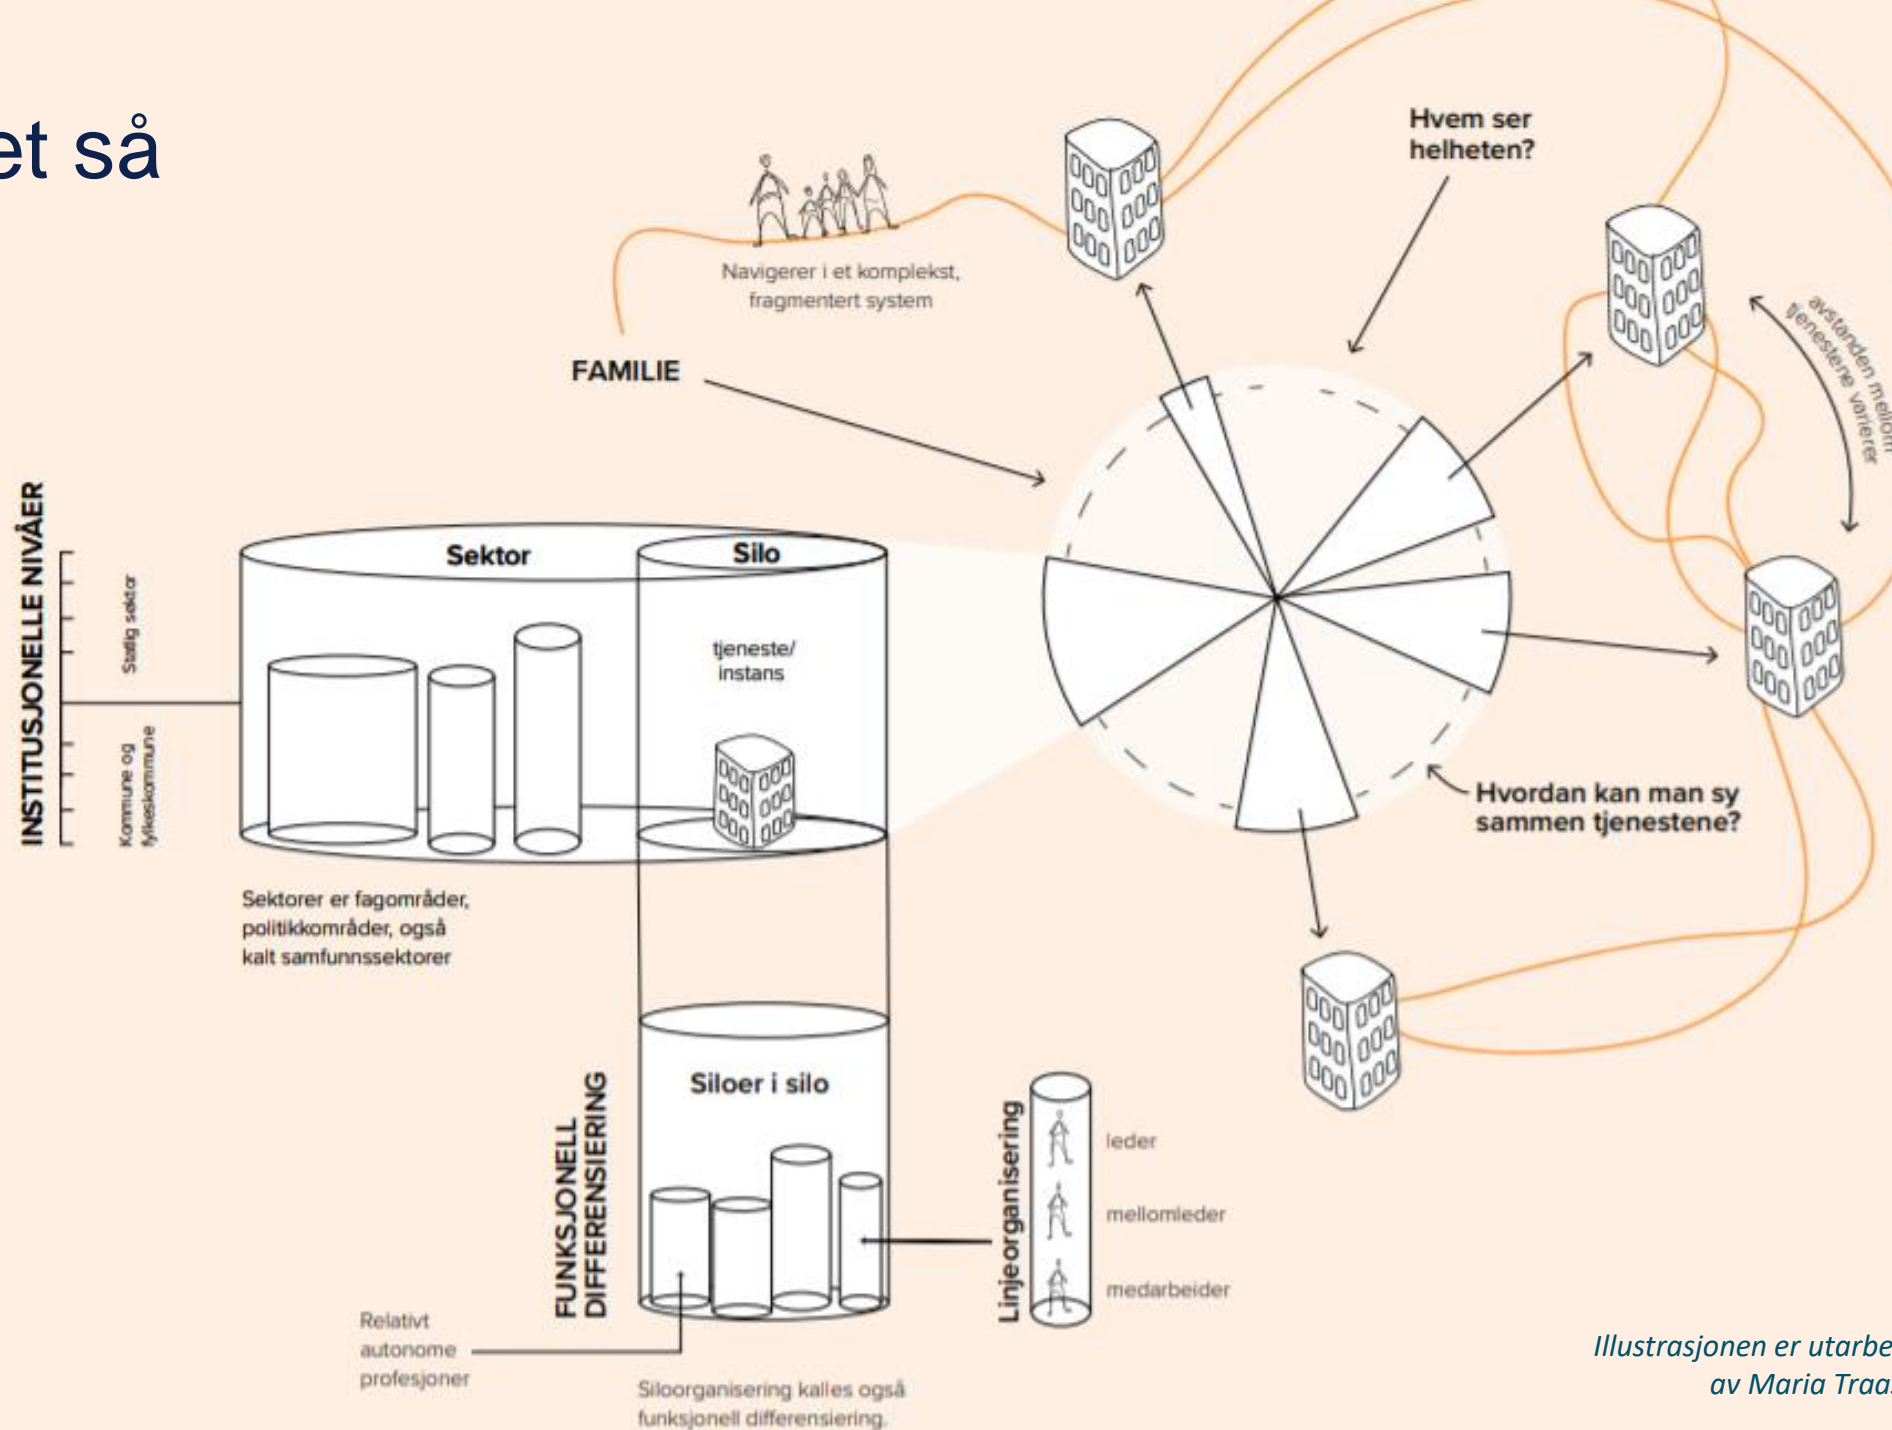 et så
Hvem ser
helheten?
Navigerer i et komplekst,
fragmentert system
FAMILIE
avstanden mellom
tjenestene varierer
INSTITUSJONELLE NIVÅER
Statlig sektor
Kommune og
fylkeskommune
Sektor
Silo
tjeneste/
instans
Hvordan kan man sy
sammen tjenestene?
Sektorer er fagområder,
politikkområder, også
kalt samfunnssektorer
FUNKSJONELL
DIFFERENSIERING
Siloer i silo
Linjeorganisering
leder
mellomleder
medarbeider
Relativt
autonome
profesjoner
Siloorganisering kalles også
funksjonell differensiering.
Illustrasjonen er utarbe
av Maria Traa